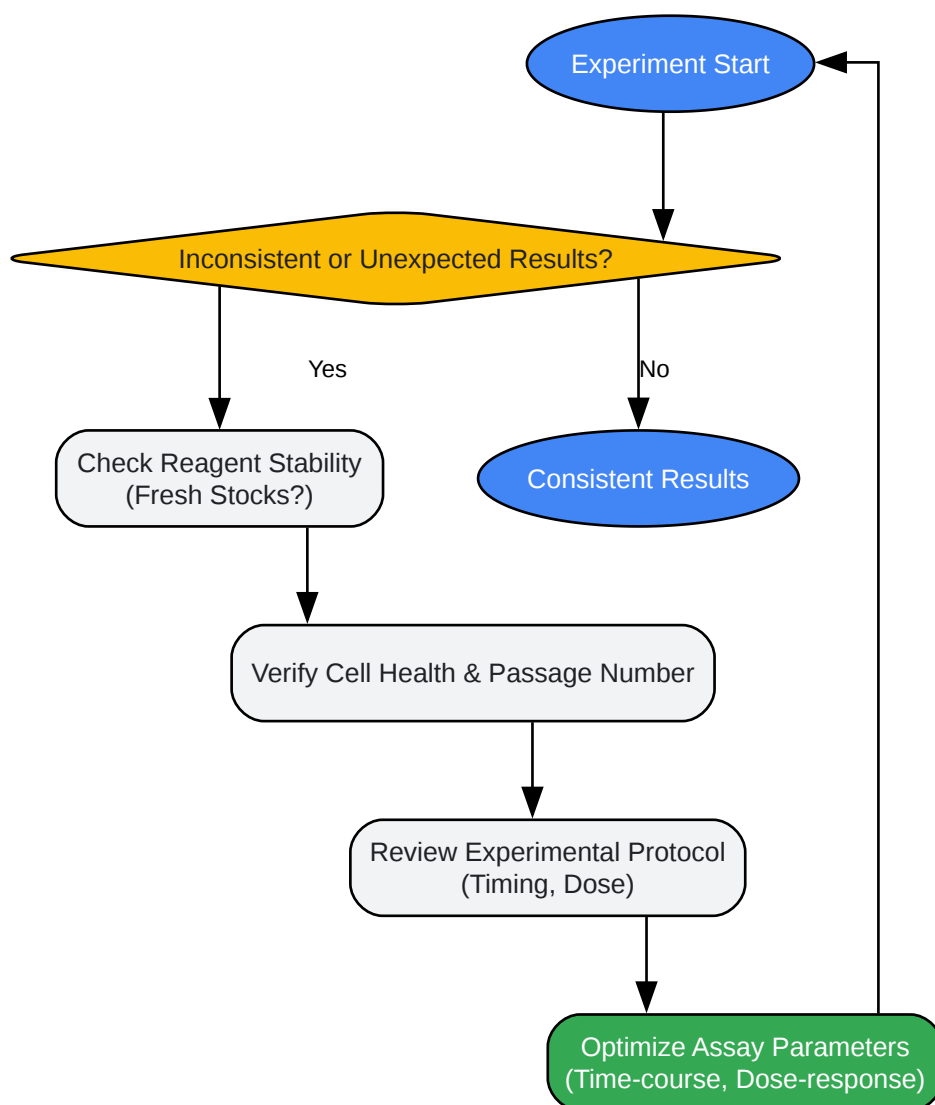 Experiment Start
Inconsistent or Unexpected Results?
Yes
No
Check Reagent Stability
(Fresh Stocks?)
Consistent Results
Verify Cell Health & Passage Number
Review Experimental Protocol
(Timing, Dose)
Optimize Assay Parameters
(Time-course, Dose-response)